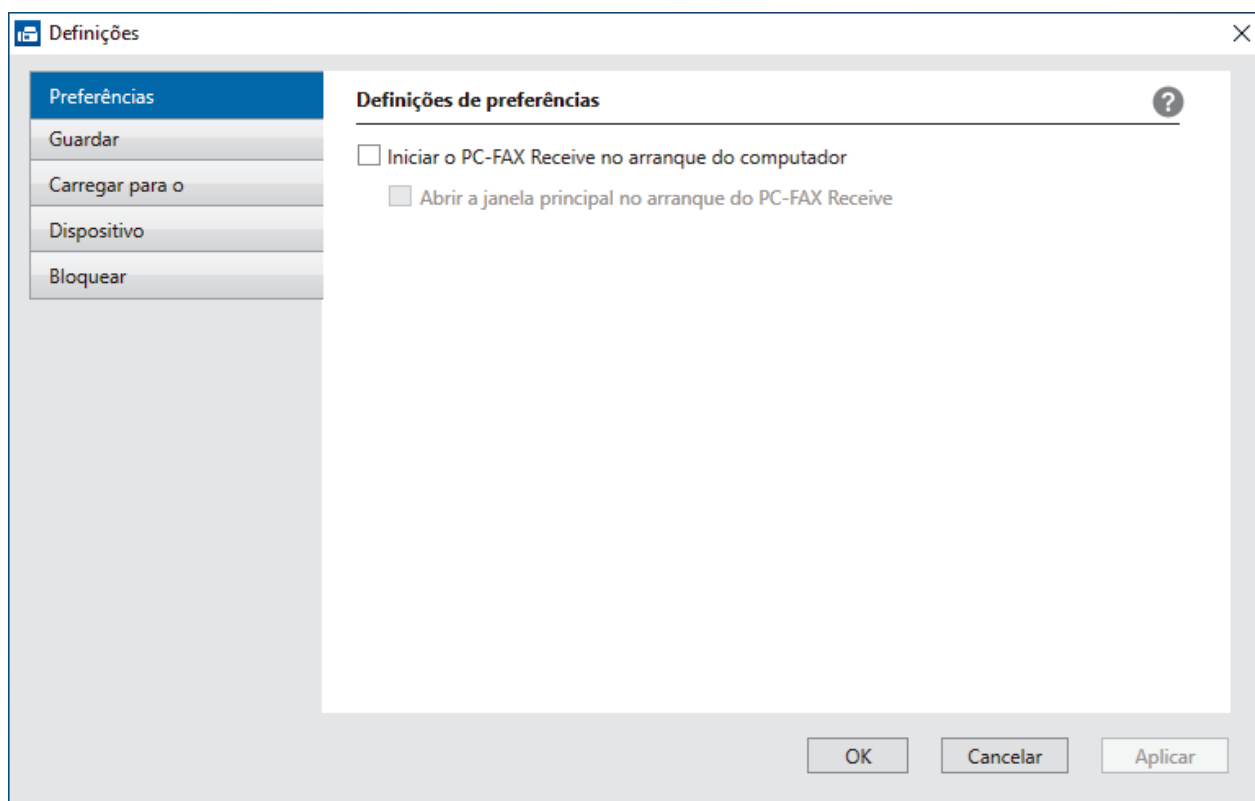 Definições
Preferências
Guardar
Carregar para o
Dispositivo
Bloquear
Definições de preferências
?
Iniciar o PC-FAX Receive no arranque do computador
Abrir a janela principal no arranque do PC-FAX Receive
OK
Cancelar
Aplicar